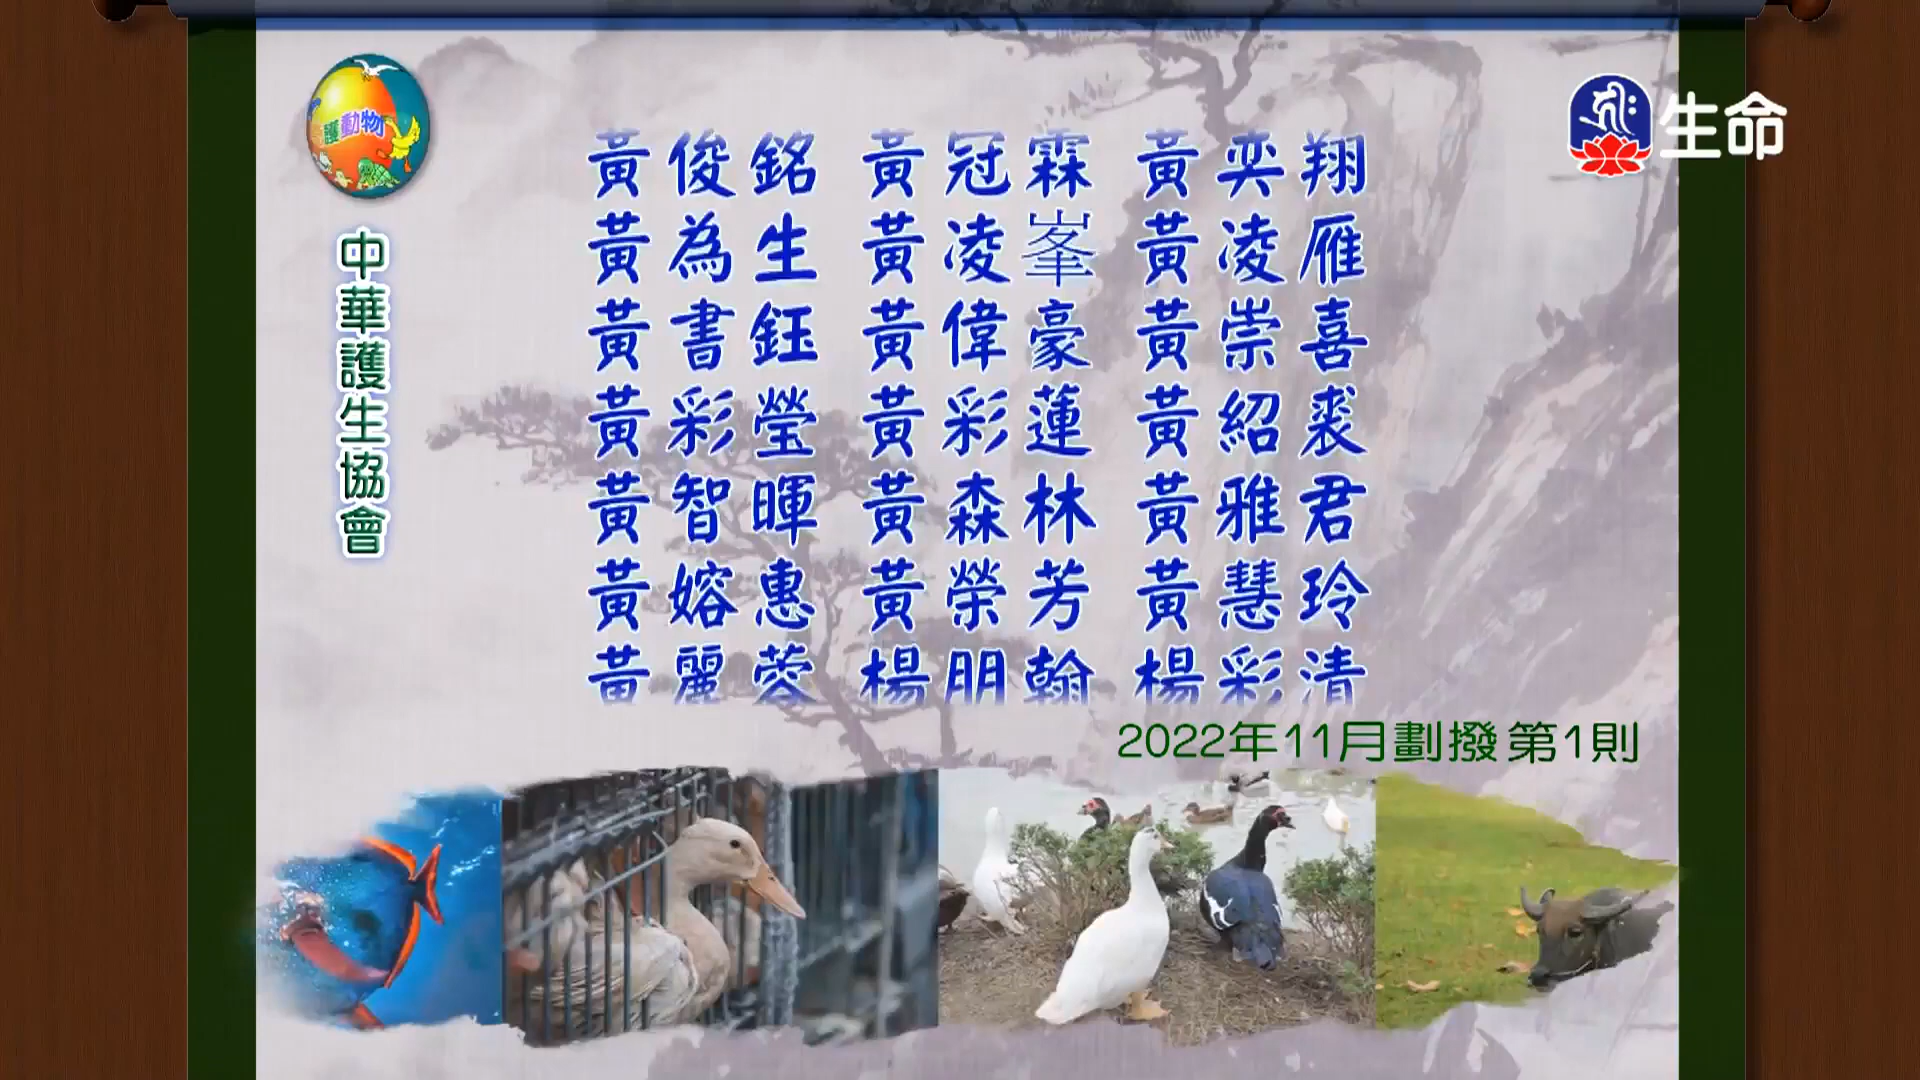 護動物
生命
中華護生協會
黃俊銘 黃冠霖 黃奕翔
黃為生 黃凌峯 黃凌雁
黃書鈺 黃偉豪 黃崇喜
黃彩瑩 黃彩蓮 黃紹裘
黃智暉 黃森林 黃雅君
黃嫆惠 黃榮芳 黃慧玲
黃麗蓉 楊朋翰 楊彩清
2022年11月劃撥第1則